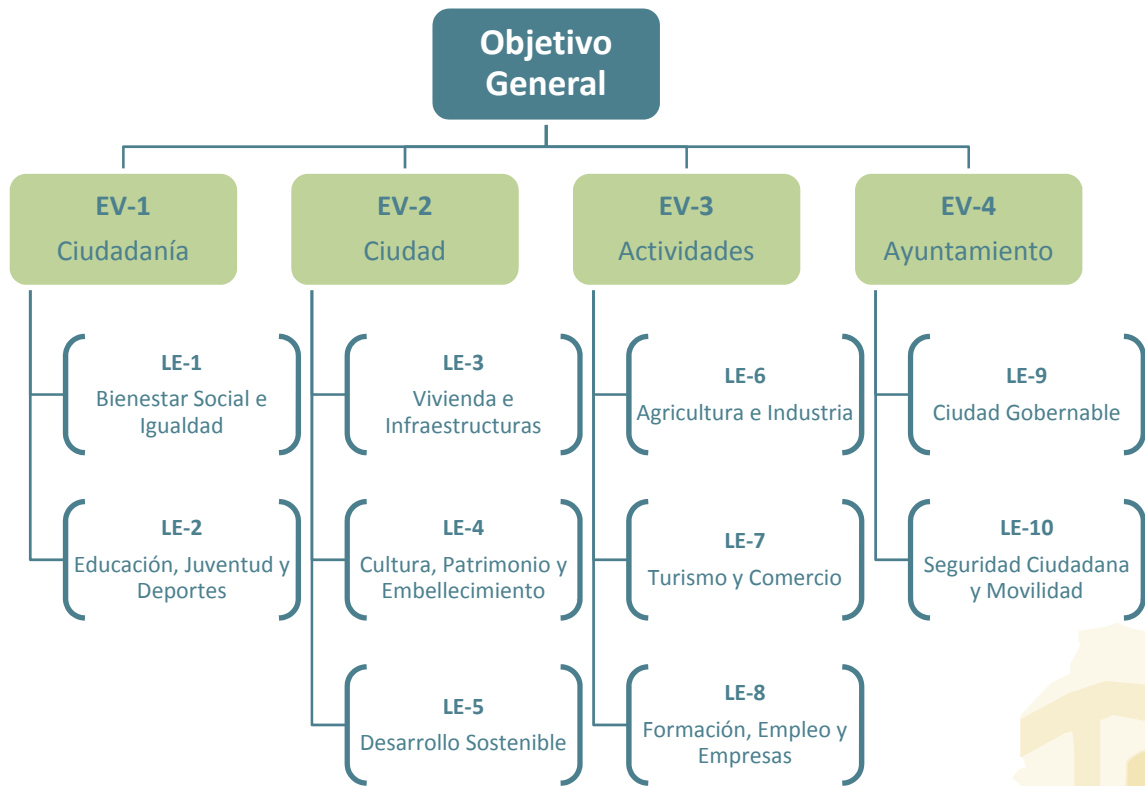 Objetivo
General
EV-1
Ciudadanía
EV-2
Ciudad
EV-3
Actividades
EV-4
Ayuntamiento
LE-1
Bienestar Social e
Igualdad
LE-2
Educación, Juventud y
Deportes
LE-3
Vivienda e
Infraestructuras
LE-4
Cultura, Patrimonio y
Embellecimiento
LE-5
Desarrollo Sostenible
LE-6
Agricultura e Industria
LE-7
Turismo y Comercio
LE-8
Formación, Empleo y
Empresas
LE-9
Ciudad Gobernable
LE-10
Seguridad Ciudadana
y Movilidad